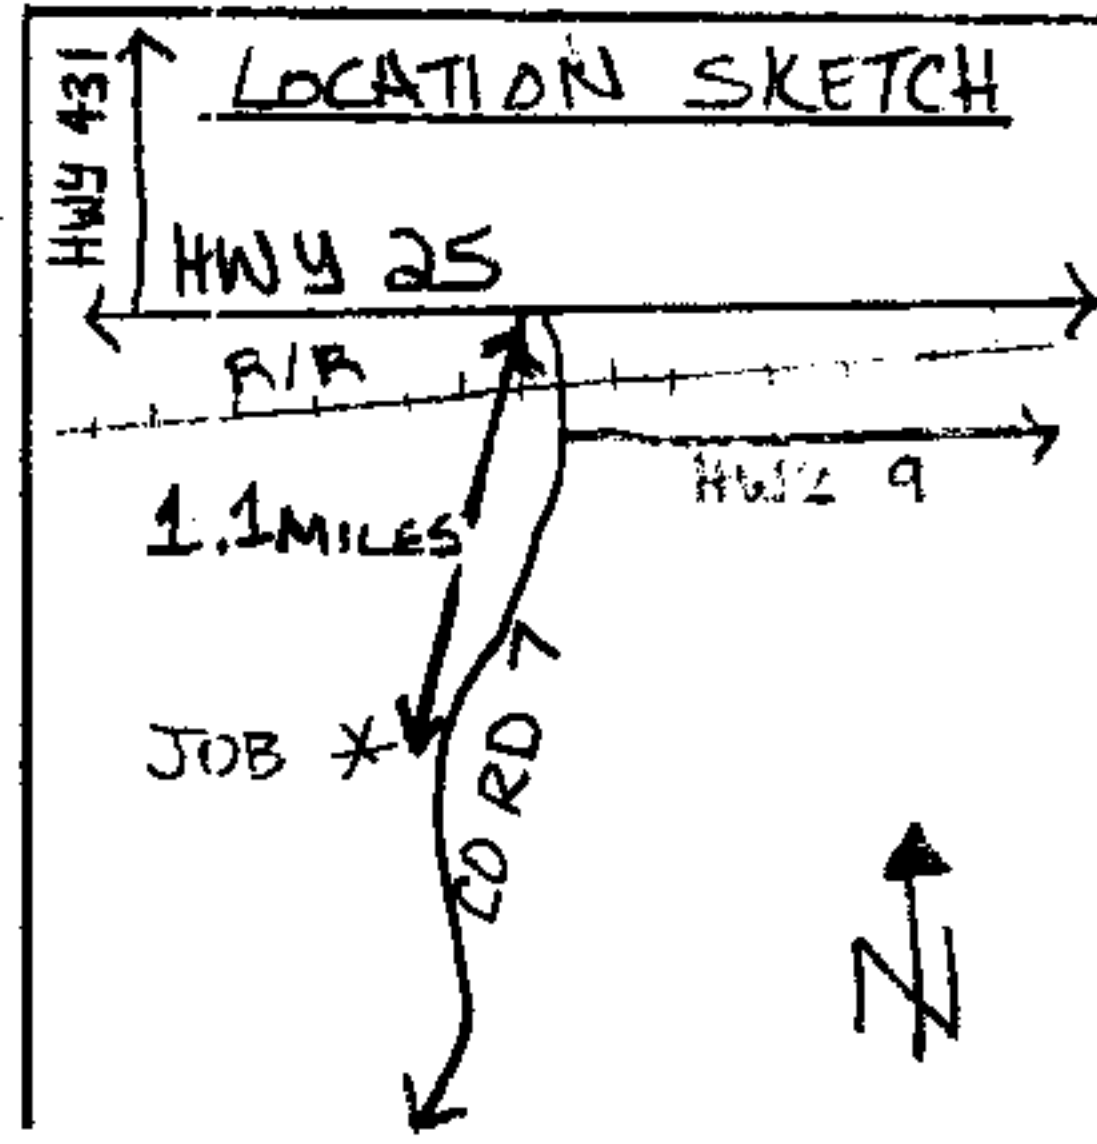 LOCATION SKETCH
HWY 431
HWY 25
R/R
HWY 9
1.1 MILES
JOB *
CO RD 7
N